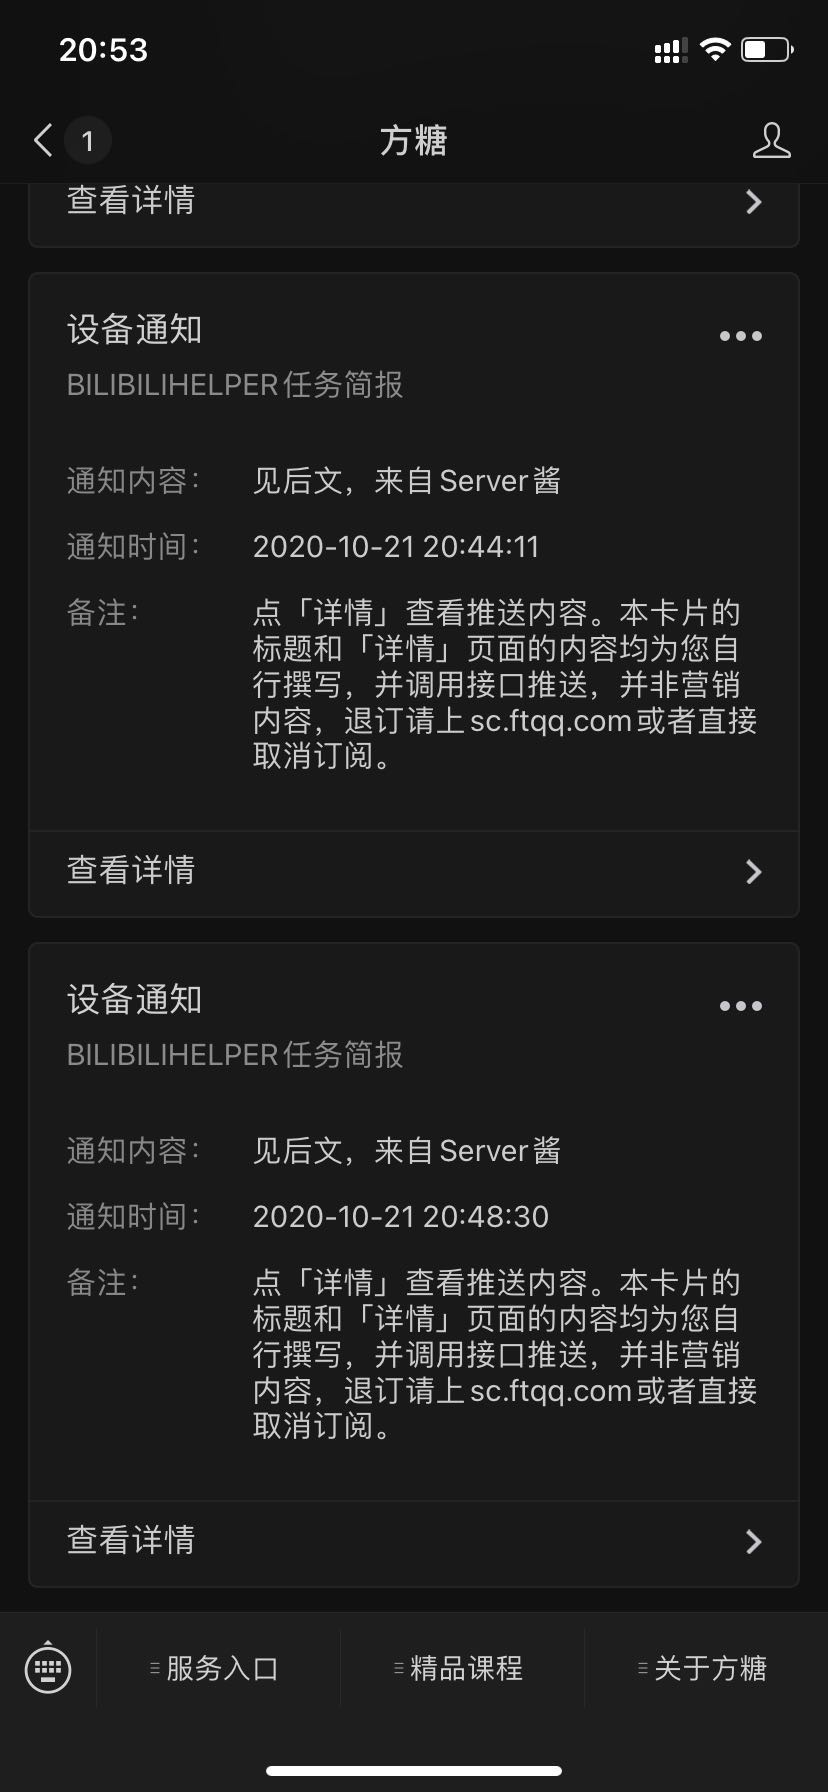 20:53
1
方糖
查看详情
设备通知
BILIBILIHELPER任务简报
通知内容： 见后文，来自Server酱
通知时间： 2020-10-21 20:44:11
备注： 点「详情」查看推送内容。本卡片的
标题和「详情」页面的内容均为您自
行撰写，并调用接口推送，并非营销
内容，退订请上sc.ftqq.com或者直接
取消订阅。
查看详情
设备通知
BILIBILIHELPER任务简报
通知内容： 见后文，来自Server酱
通知时间： 2020-10-21 20:48:30
备注： 点「详情」查看推送内容。本卡片的
标题和「详情」页面的内容均为您自
行撰写，并调用接口推送，并非营销
内容，退订请上sc.ftqq.com或者直接
取消订阅。
查看详情
服务入口 精品课程 关于方糖